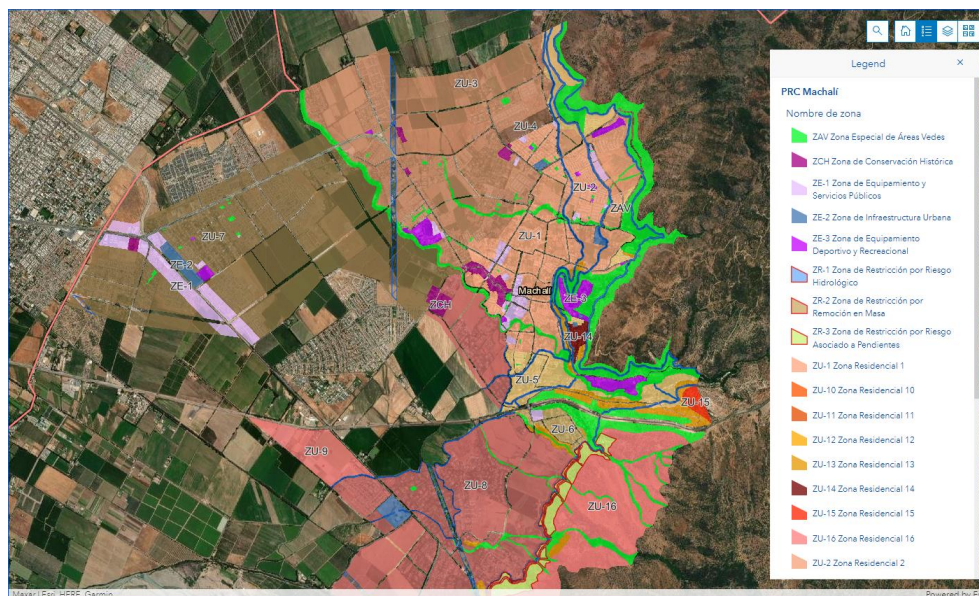 Legend
×
PRC Machalí
Nombre de zona
ZAV Zona Especial de Áreas Vedes
ZCH Zona de Conservación Histórica
ZE-1 Zona de Equipamiento y
Servicios Públicos
ZE-2 Zona de Infraestructura Urbana
ZE-3 Zona de Equipamiento
Deportivo y Recreacional
ZR-1 Zona de Restricción por Riesgo
Hidrológico
ZR-2 Zona de Restricción por
Remoción en Masa
ZR-3 Zona de Restricción por Riesgo
Asociado a Pendientes
ZU-1 Zona Residencial 1
ZU-10 Zona Residencial 10
ZU-11 Zona Residencial 11
ZU-12 Zona Residencial 12
ZU-13 Zona Residencial 13
ZU-14 Zona Residencial 14
ZU-15 Zona Residencial 15
ZU-16 Zona Residencial 16
ZU-2 Zona Residencial 2
ZU-3
ZU-4
ZU-2
ZAV
ZU-7
ZU-1
ZE-2
ZE-1
Machalí
ZE-3
ZCH
ZU-14
ZU-5
ZU-15
ZU-6
ZU-9
ZU-8
ZU-16
Maxar | Esri, HERE, Garmin
Powered by